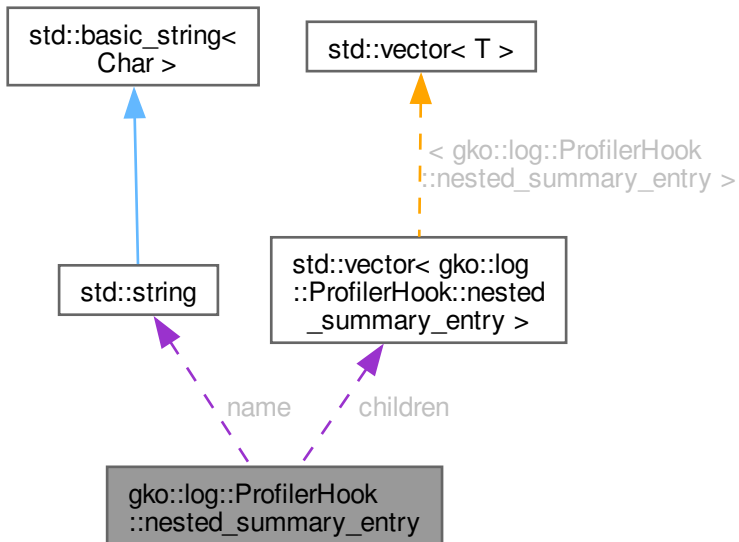 std::basic_string<
Char >
std::vector< T >
< gko::log::ProfilerHook
::nested_summary_entry >
std::string
std::vector< gko::log
::ProfilerHook::nested
_summary_entry >
name
children
gko::log::ProfilerHook
::nested_summary_entry